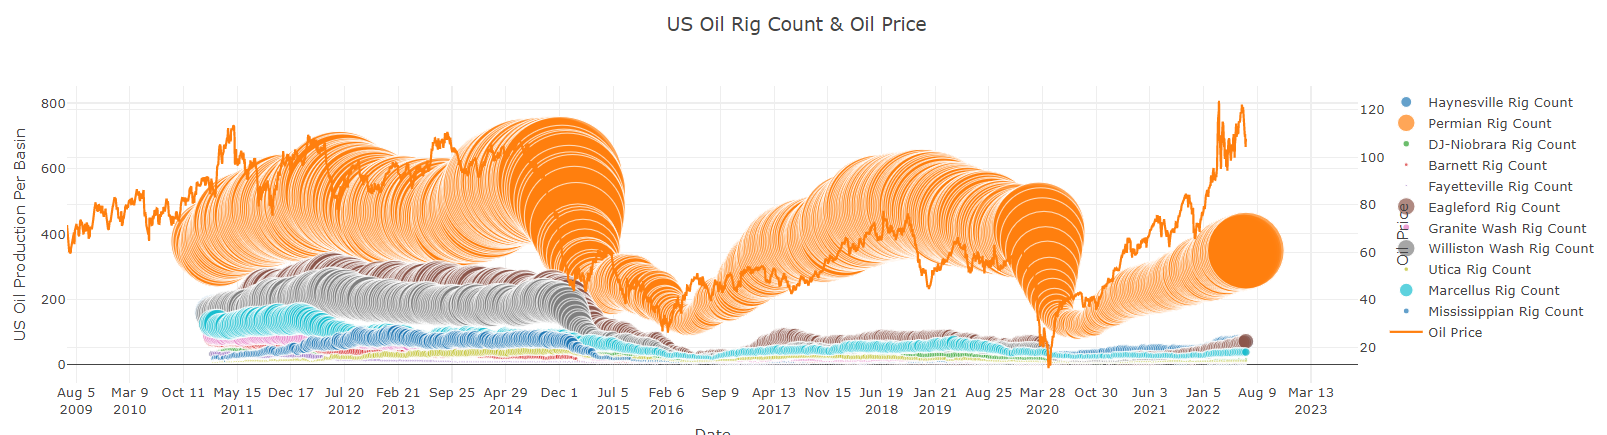 US Oil Rig Count & Oil Price
US Oil Production Per Basin
800
600
400
200
0
120
100
80
60
40
20
Oil Price
Aug 5 2009
Mar 9 2010
Oct 11
May 15 2011
Dec 17
Jul 20 2012
Feb 21 2013
Sep 25
Apr 29 2014
Dec 1
Jul 5 2015
Feb 6 2016
Sep 9
Apr 13 2017
Nov 15
Jun 18 2018
Jan 21 2019
Aug 25
Mar 28 2020
Oct 30
Jun 3 2021
Jan 5 2022
Aug 9
Mar 13 2023
Date
Haynesville Rig Count
Permian Rig Count
DJ-Niobrara Rig Count
Barnett Rig Count
Fayetteville Rig Count
Eagleford Rig Count
Granite Wash Rig Count
Williston Wash Rig Count
Utica Rig Count
Marcellus Rig Count
Mississippian Rig Count
Oil Price